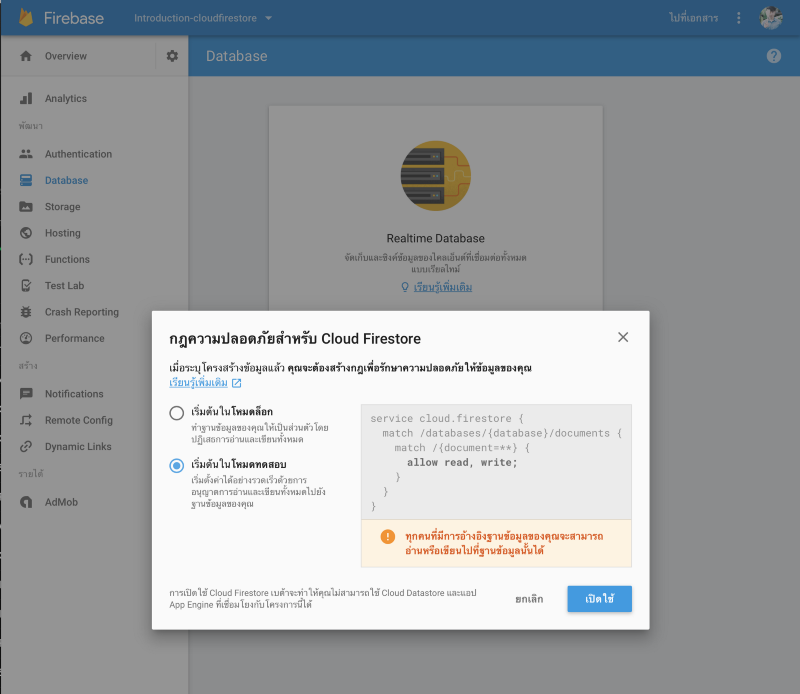 Firebase
Introduction-cloudfirestore
ไปที่เอกสาร
Overview
Database
Analytics
พัฒนา
Authentication
Database
Storage
Hosting
Functions
Test Lab
Crash Reporting
Performance
สร้าง
Notifications
Remote Config
Dynamic Links
รายได้
AdMob
Realtime Database
จัดเก็บและซิงค์ข้อมูลของไคลเอ็นต์ที่เชื่อมต่อทั้งหมด
แบบเรียลไทม์
เรียนรู้เพิ่มเติม
กฎความปลอดภัยสำหรับ Cloud Firestore
เมื่อระบุโครงสร้างข้อมูลแล้ว คุณจะต้องสร้างกฎเพื่อรักษาความปลอดภัยให้ข้อมูลของคุณ
เรียนรู้เพิ่มเติม
เริ่มต้นในโหมดล็อก
ทำฐานข้อมูลของคุณให้เป็นส่วนตัวโดย
ปฏิเสธการอ่านและเขียนทั้งหมด
เริ่มต้นในโหมดทดสอบ
เริ่มตั้งค่าได้อย่างรวดเร็วด้วยการ
อนุญาตการอ่านและเขียนทั้งหมดไปยัง
ฐานข้อมูลของคุณ
service cloud.firestore {
match /databases/{database}/documents {
match /{document=**} {
allow read, write;
}
}
}
ทุกคนที่มีการอ้างอิงฐานข้อมูลของคุณจะสามารถ
อ่านหรือเขียนไปที่ฐานข้อมูลนั้นได้
การเปิดใช้ Cloud Firestore เบต้าจะทำให้คุณไม่สามารถใช้ Cloud Datastore และแอป
App Engine ที่เชื่อมโยงกับโครงการนี้ได้
ยกเลิก
เปิดใช้